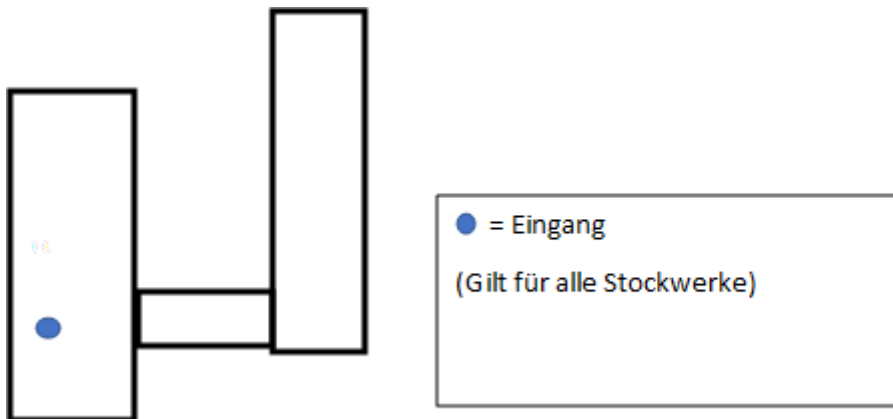 = Eingang
(Gilt für alle Stockwerke)